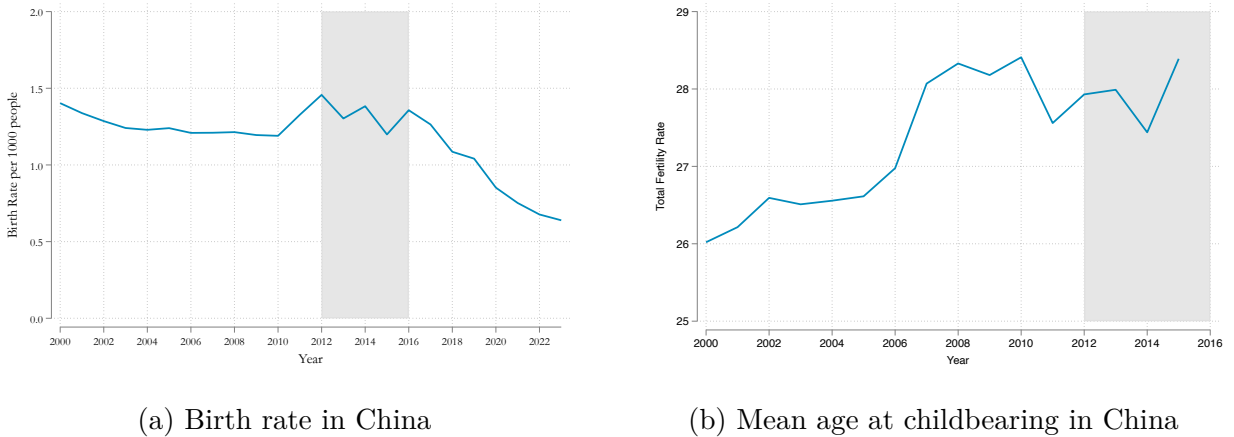 2.0
1.5
1.0
0.5
0.0
Birth Rate per 1000 people
2000 2002 2004 2006 2008 2010 2012 2014 2016 2018 2020 2022
Year
(a) Birth rate in China
29
28
27
26
25
Total Fertility Rate
2000 2002 2004 2006 2008 2010 2012 2014 2016
Year
(b) Mean age at childbearing in China